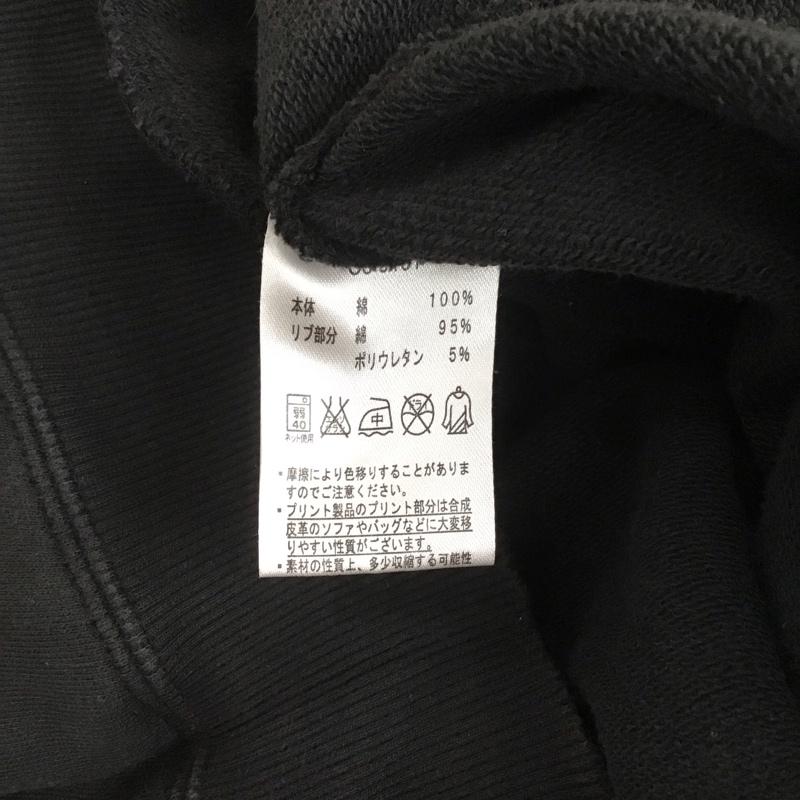 本体 綿 100%
リブ部分 綿 95%
ポリウレタン 5%
弱 40
ネット使用
中
ドライ
・摩擦により色移りすることがありま
すのでご注意ください。
・プリント製品のプリント部分は合成
皮革のソファやバッグなどに大変移
りやすい性質がございます。
・素材の性質上、多少収縮する可能性